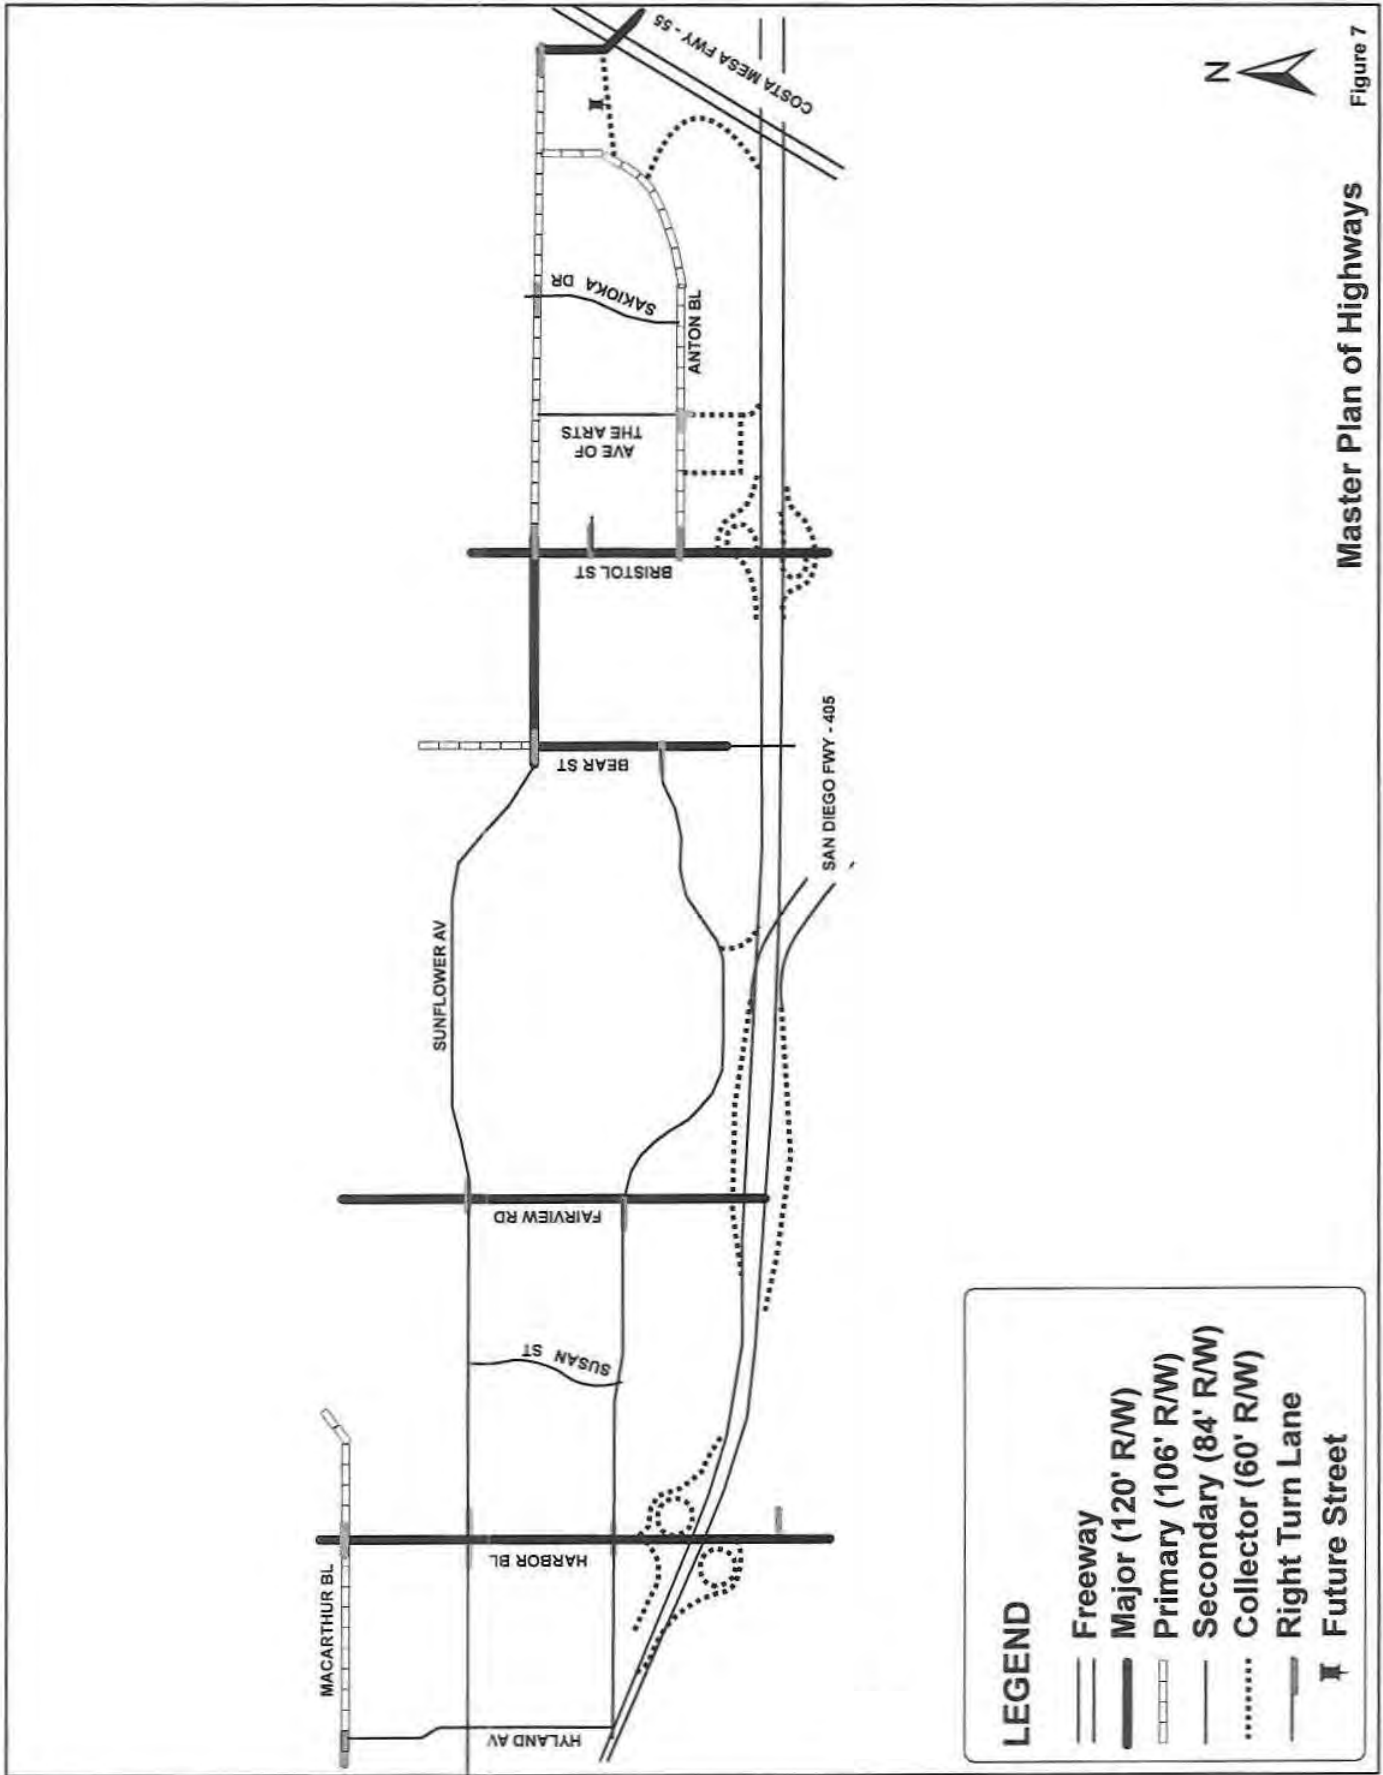 MACARTHUR BL
HYLAND AV
HARBOR BL
SUSAN ST
FAIRVIEW RD
SUNFLOWER AV
BEAR ST
SAN DIEGO FWY - 405
BRISTOL ST
AVE OF
THE ARTS
ANTON BL
SAKIOKA DR
COSTA MESA FWY - 55
N
LEGEND
Freeway
Major (120' R/W)
Primary (106' R/W)
Secondary (84' R/W)
Collector (60' R/W)
Right Turn Lane
Future Street
Master Plan of Highways
Figure 7